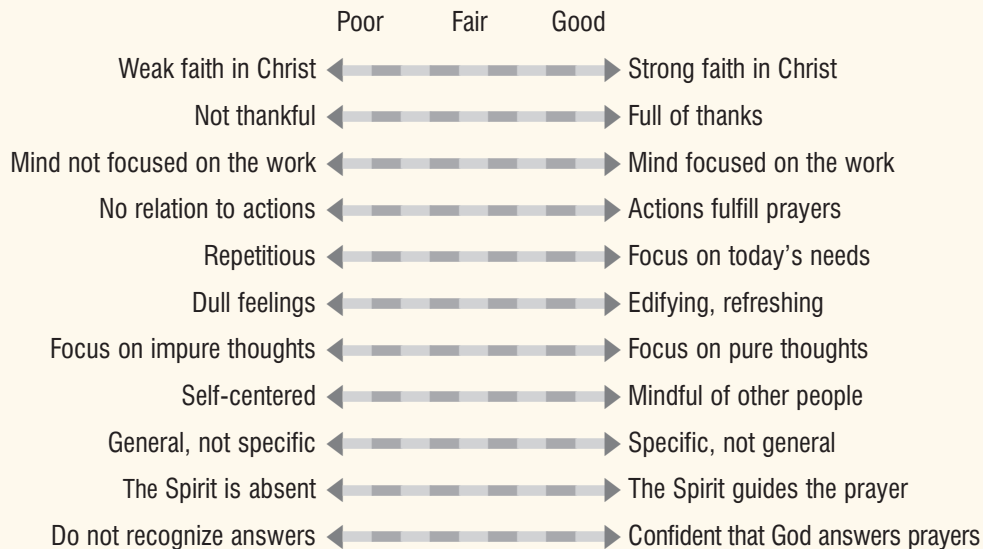 Poor Fair Good
Weak faith in Christ Strong faith in Christ
Not thankful Full of thanks
Mind not focused on the work Mind focused on the work
No relation to actions Actions fulfill prayers
Repetitious Focus on today’s needs
Dull feelings Edifying, refreshing
Focus on impure thoughts Focus on pure thoughts
Self-centered Mindful of other people
General, not specific Specific, not general
The Spirit is absent The Spirit guides the prayer
Do not recognize answers Confident that God answers prayers